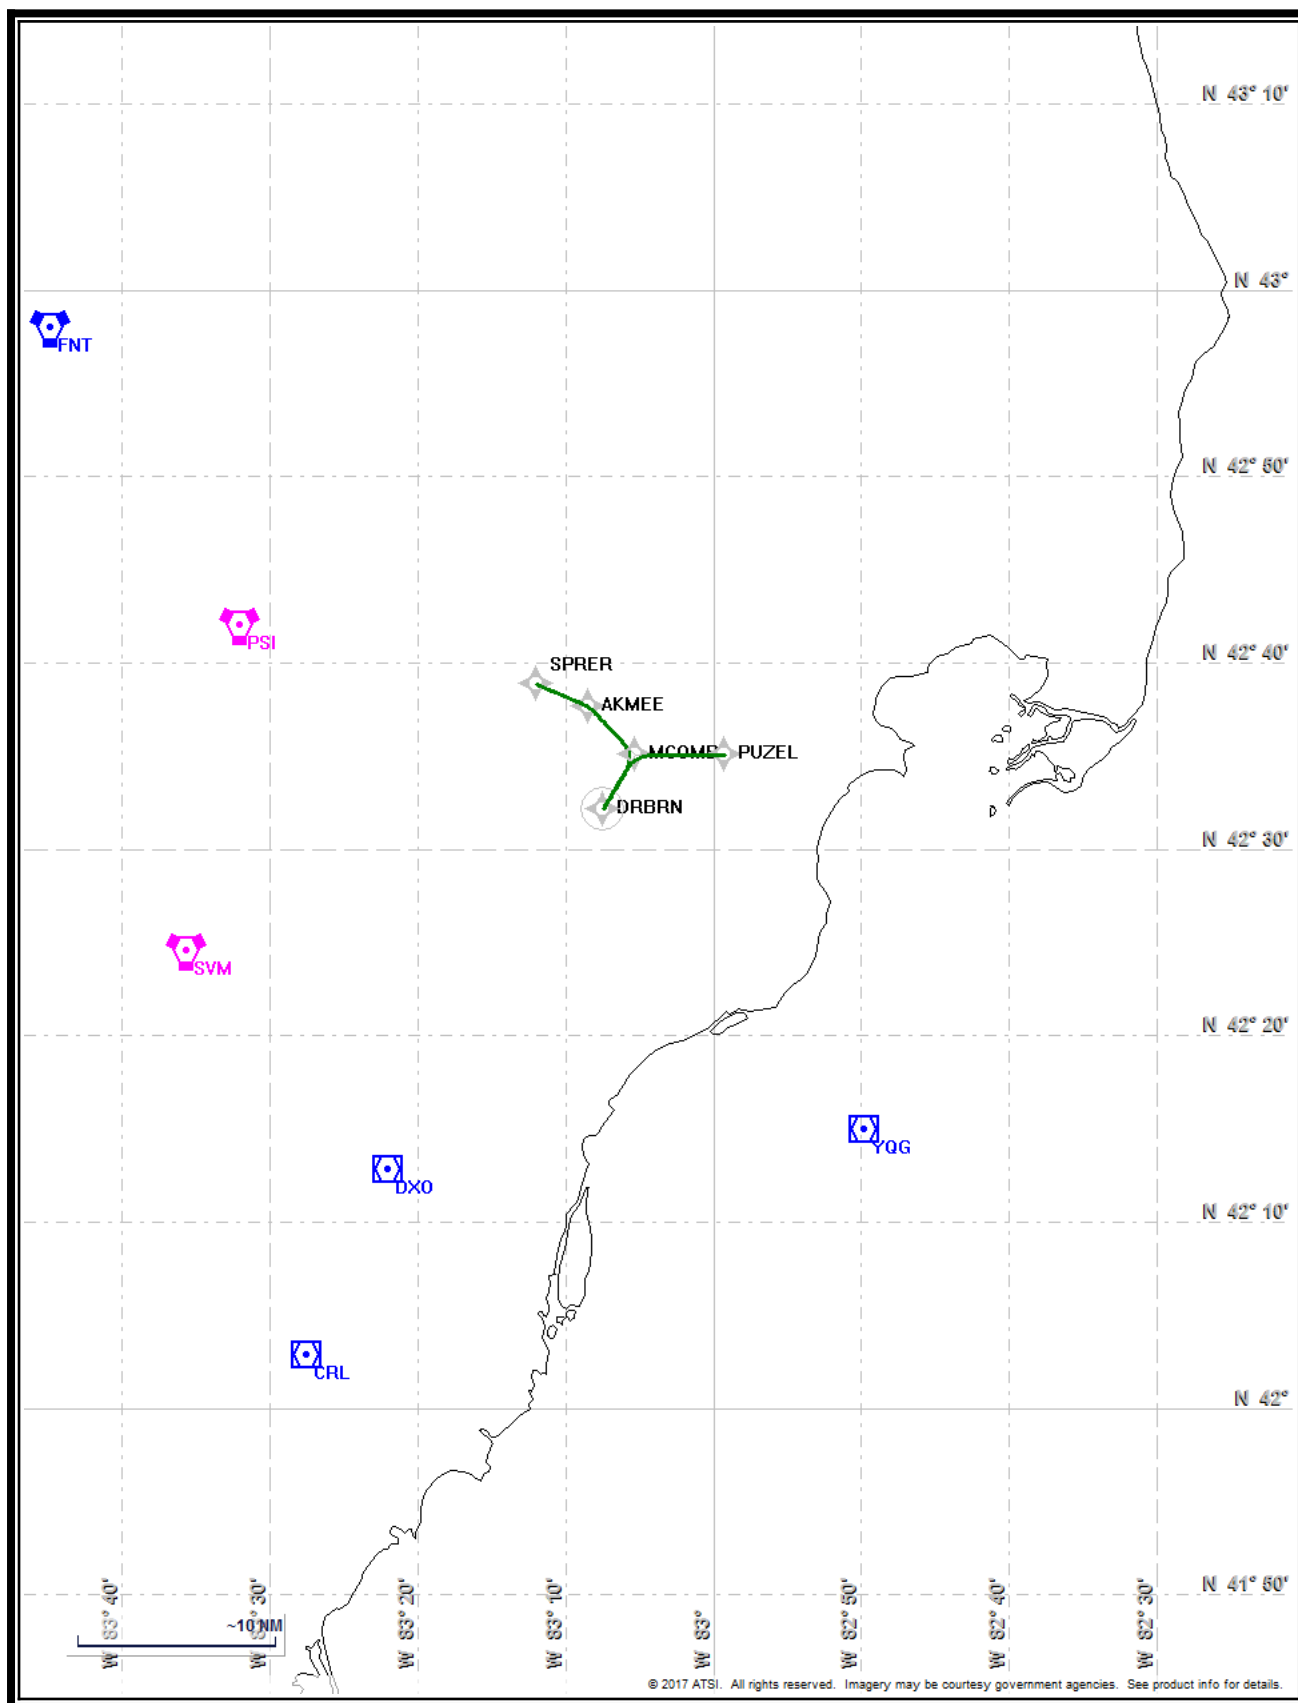 N 43° 10'
N 43°
FNT
N 42° 50'
PSI
N 42° 40'
SPRER
AKMEE
MCOMB PUZEL
DRBRN
N 42° 30'
SVM
N 42° 20'
YQG
DXO
N 42° 10'
CRL
N 42°
N 41° 50'
W 83° 40'
W 83° 30'
W 83° 20'
W 83° 10'
W 83°
W 82° 50'
W 82° 40'
W 82° 30'
~10 NM
© 2017 ATSI. All rights reserved. Imagery may be courtesy government agencies. See product info for details.